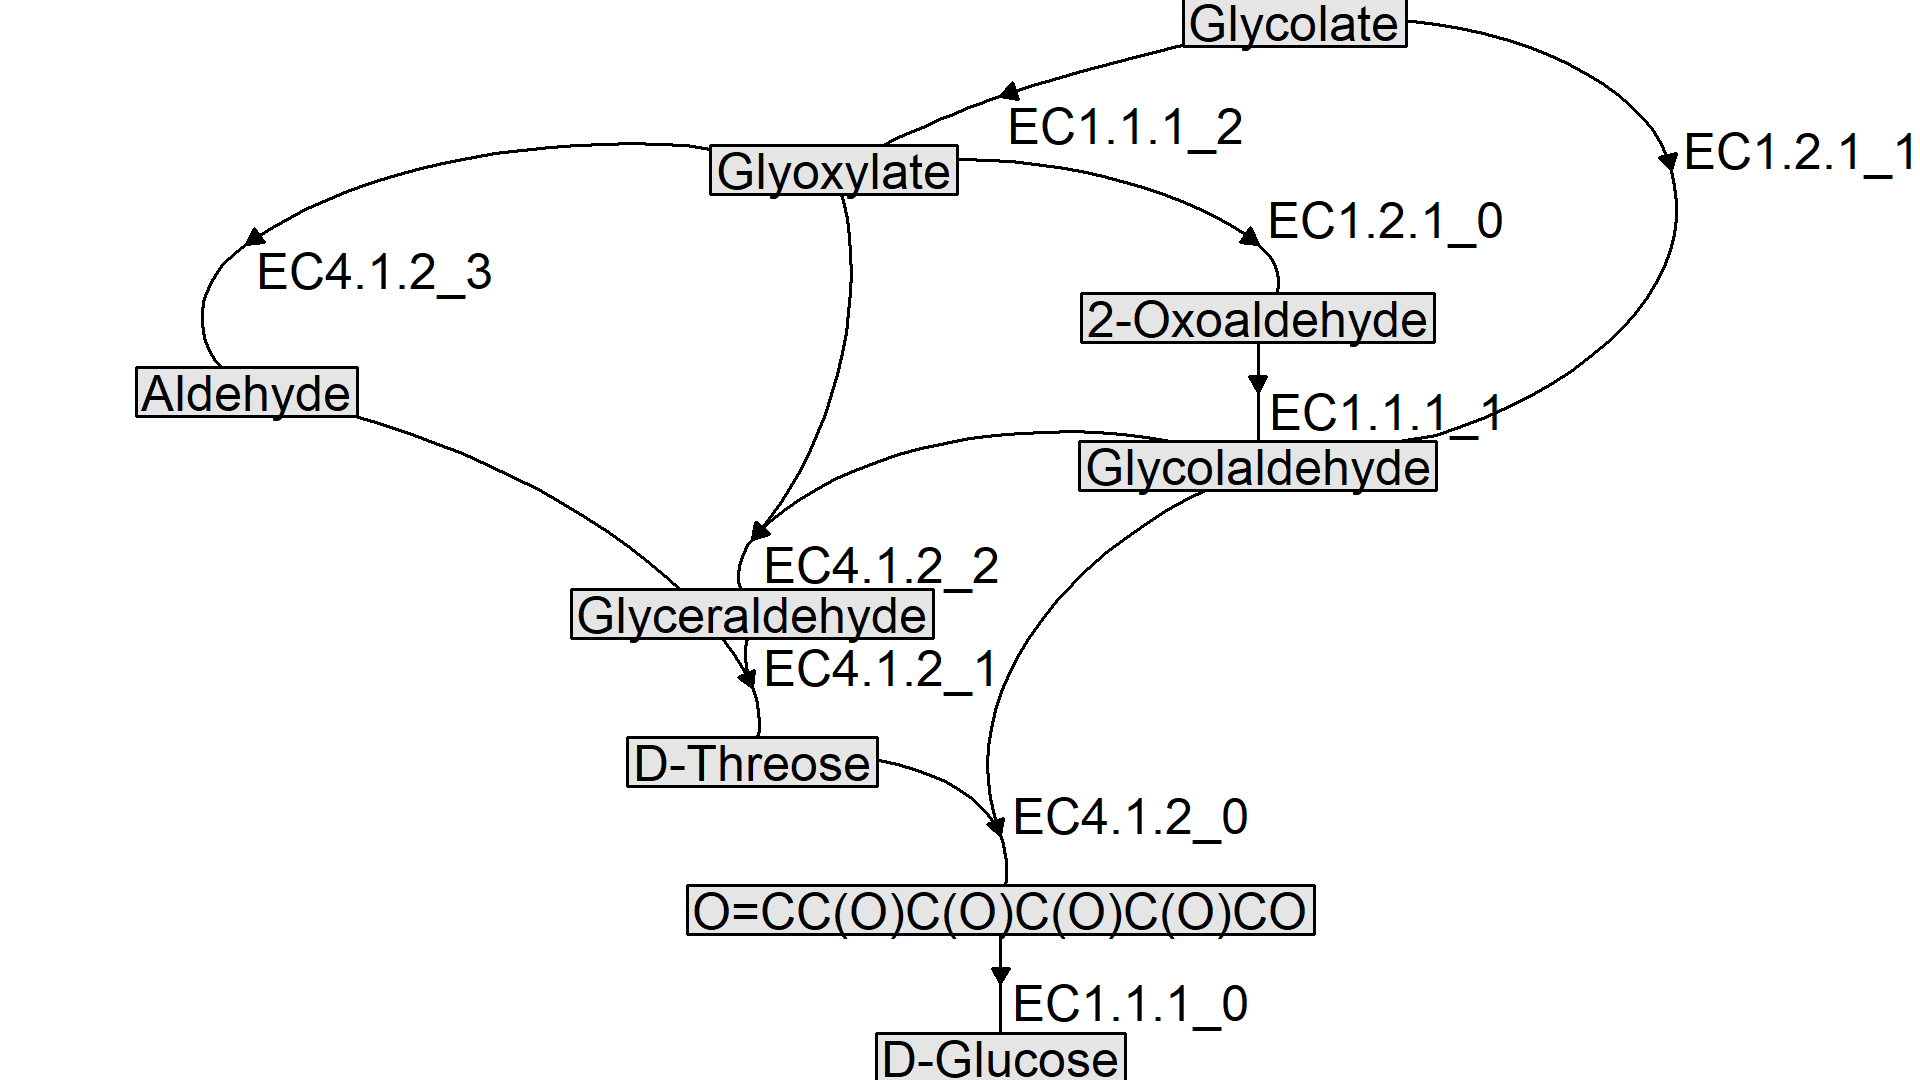 Glycolate
EC1.1.1_2
EC1.2.1_1
Glyoxylate
EC1.2.1_0
EC4.1.2_3
2-Oxoaldehyde
Aldehyde
EC1.1.1_1
Glycolaldehyde
EC4.1.2_2
Glyceraldehyde
EC4.1.2_1
D-Threose
EC4.1.2_0
O=CC(O)C(O)C(O)C(O)CO
EC1.1.1_0
D-Glucose